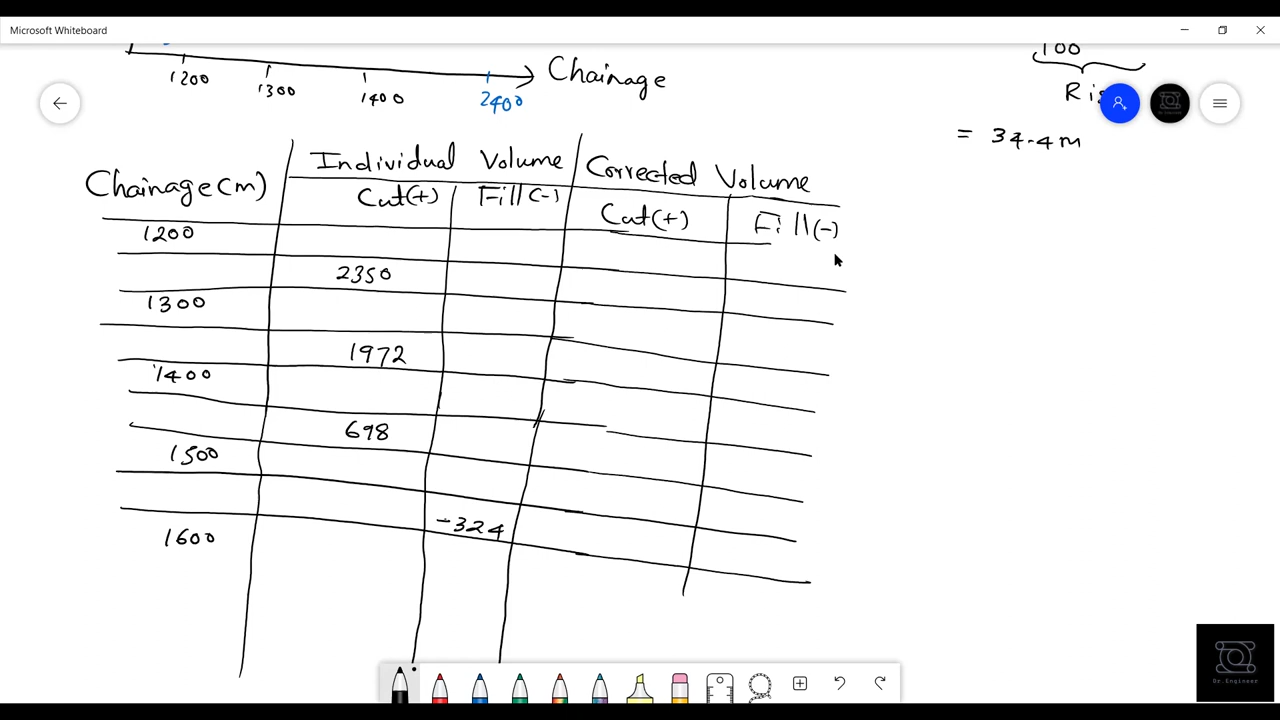 Microsoft Whiteboard
100
1200
1300
1400
2400
Chainage
= 34.4m
Chainage(m)
Individual Volume
Corrected Volume
Cut(+)
Fill(-)
Cut(+)
Fill(-)
1200
2350
1300
1972
1400
698
1500
-324
1600
Dr.Engineer